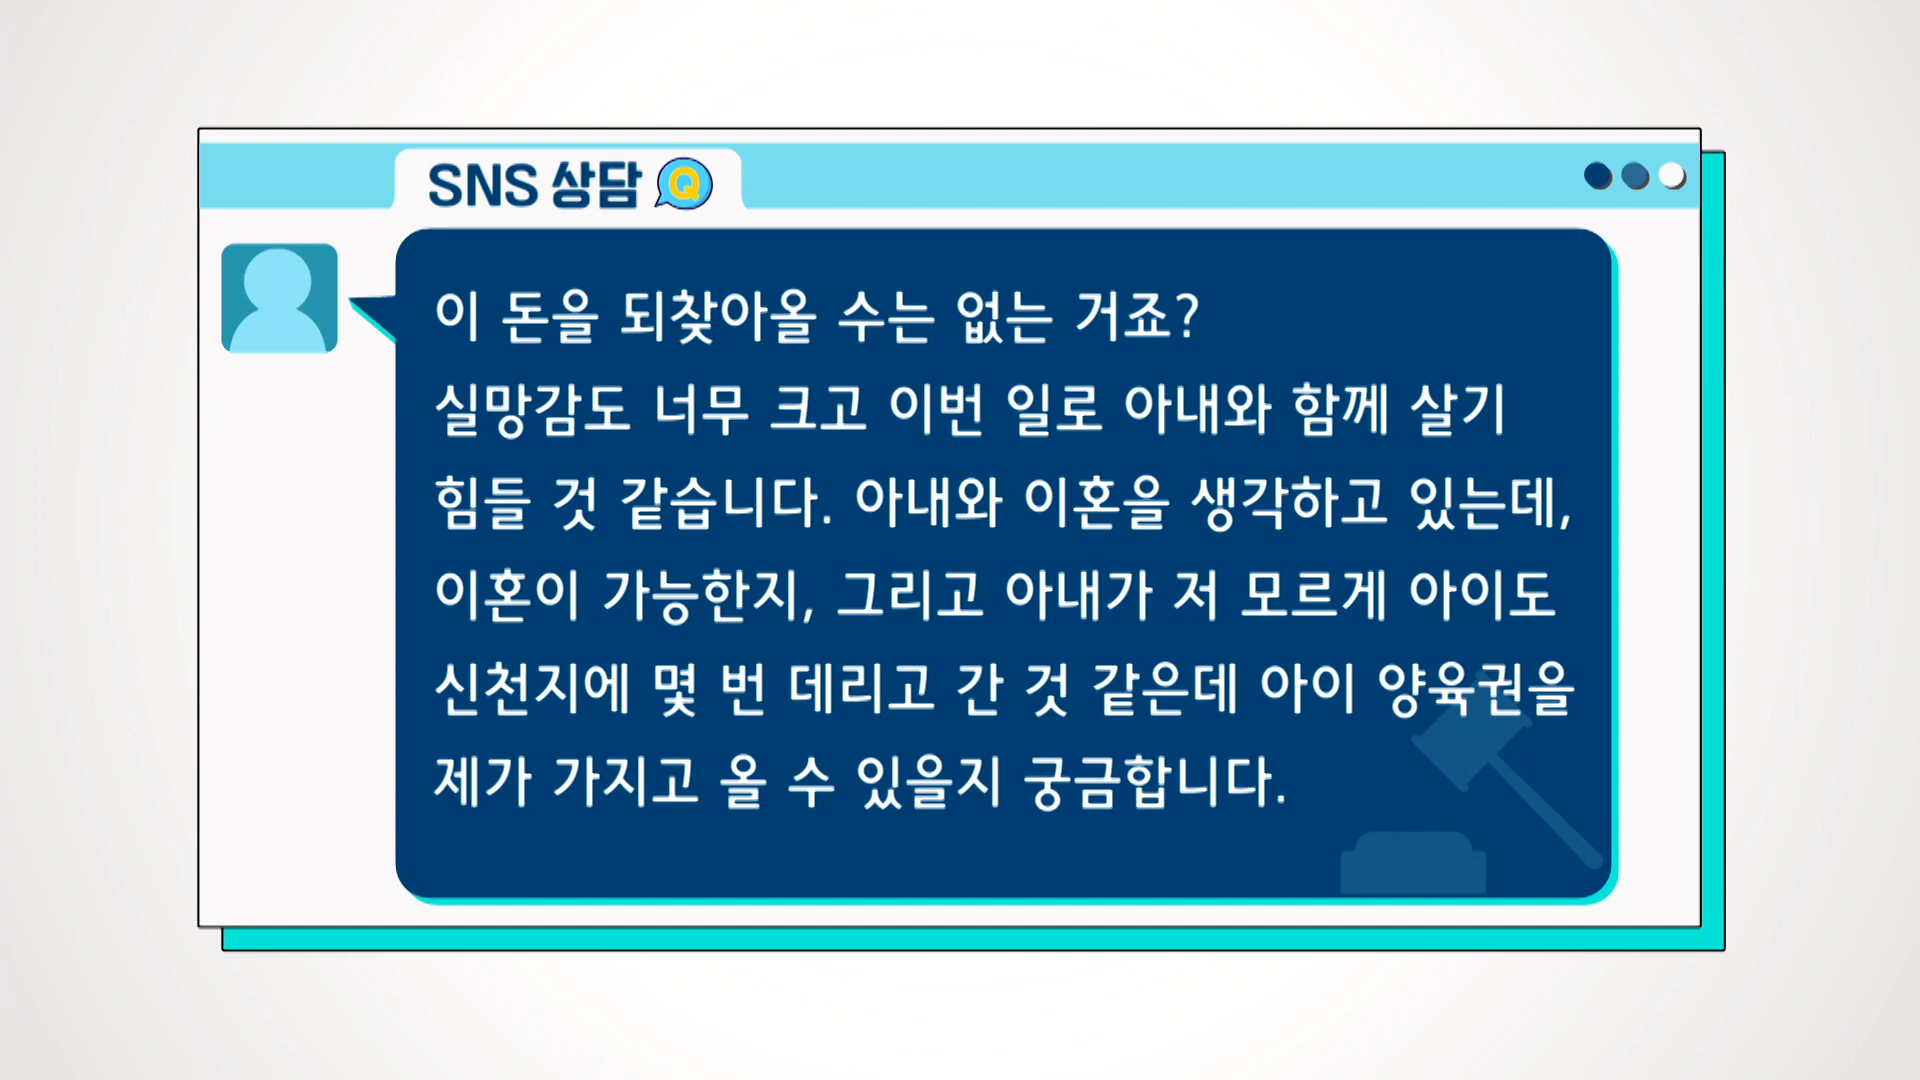 SNS 상담 Q
이 돈을 되찾아올 수는 없는 거죠?
실망감도 너무 크고 이번 일로 아내와 함께 살기
힘들 것 같습니다. 아내와 이혼을 생각하고 있는데,
이혼이 가능한지, 그리고 아내가 저 모르게 아이도
신천지에 몇 번 데리고 간 것 같은데 아이 양육권을
제가 가지고 올 수 있을지 궁금합니다.